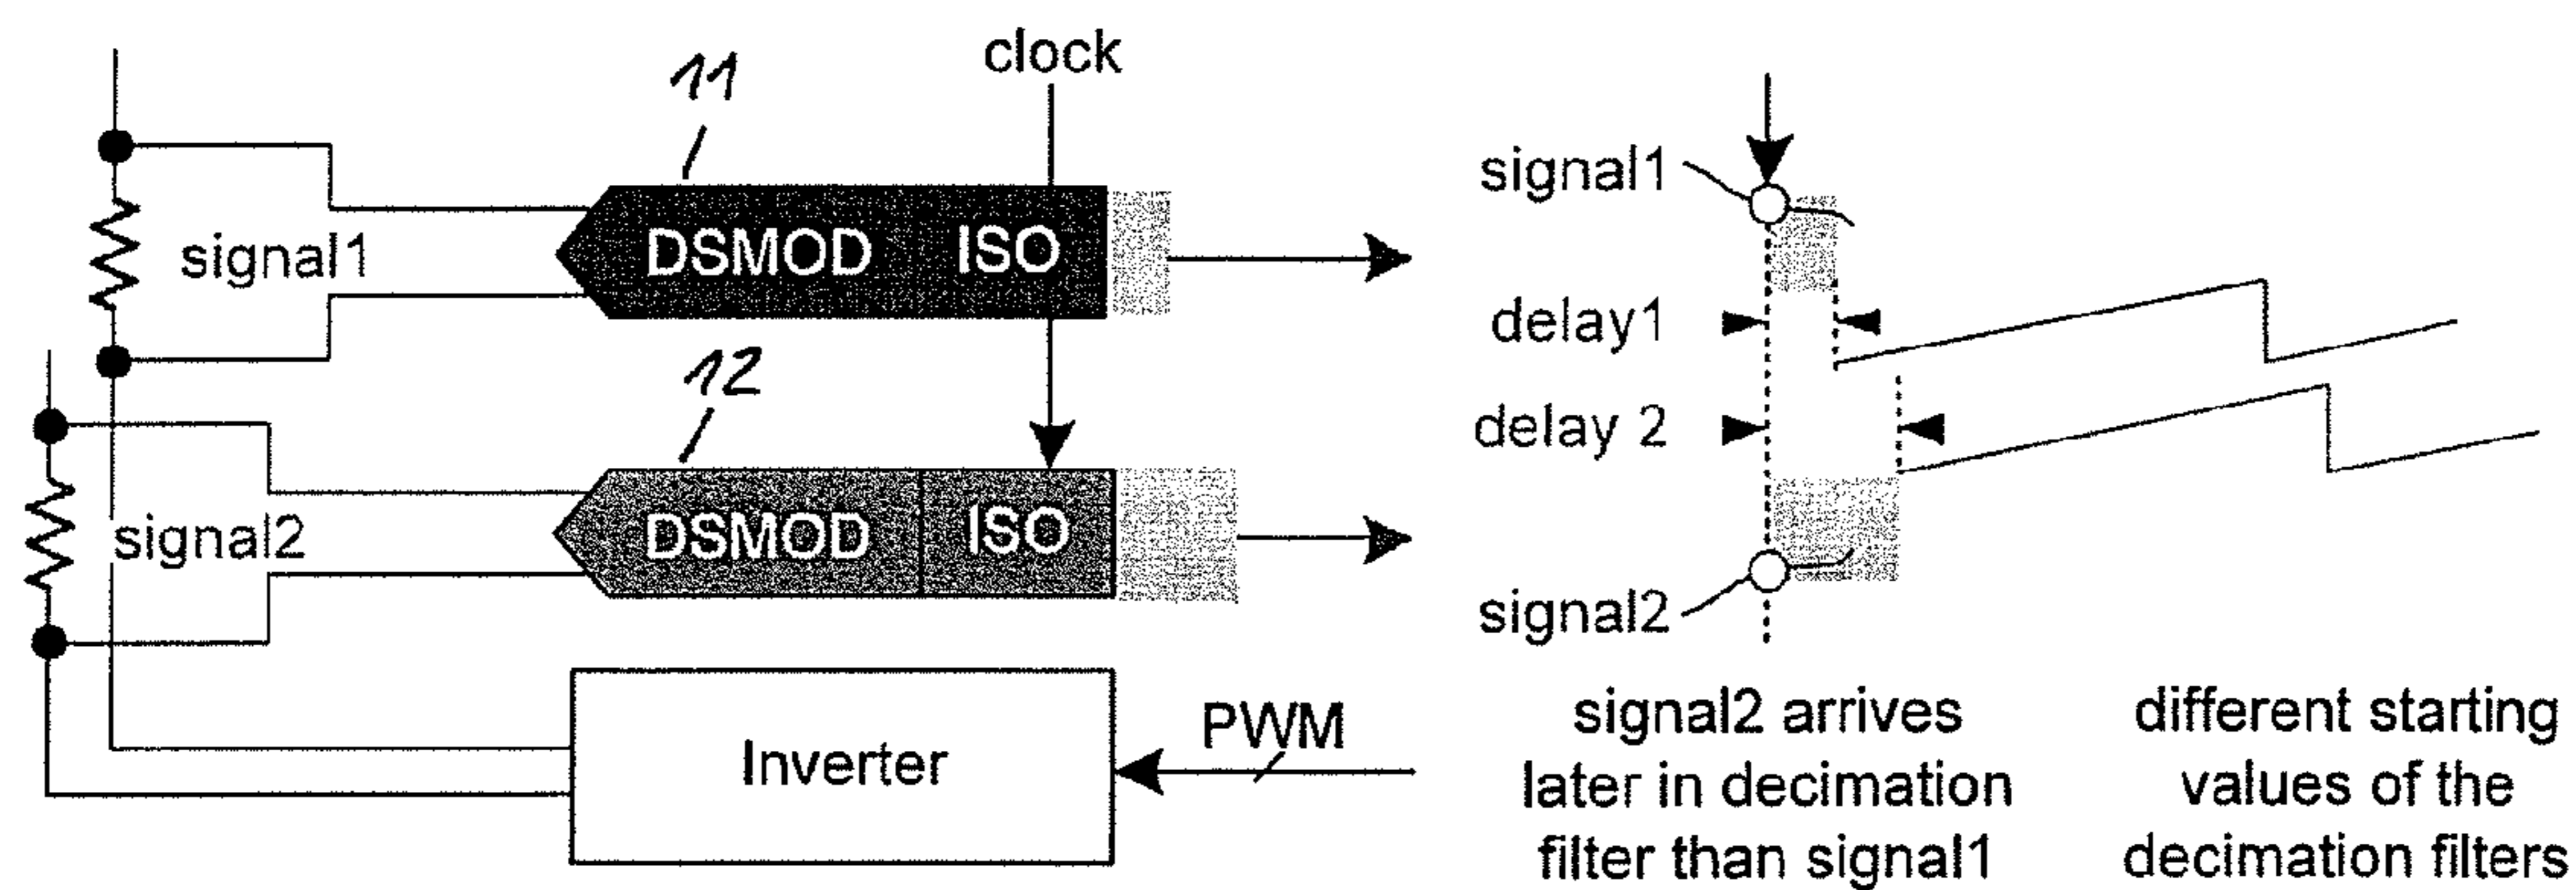 clock
11
signal1
DSMOD ISO
12
signal2
DSMOD ISO
Inverter
PWM
signal1
delay1
delay 2
signal2
signal2 arrives
later in decimation
filter than signal1
different starting
values of the
decimation filters